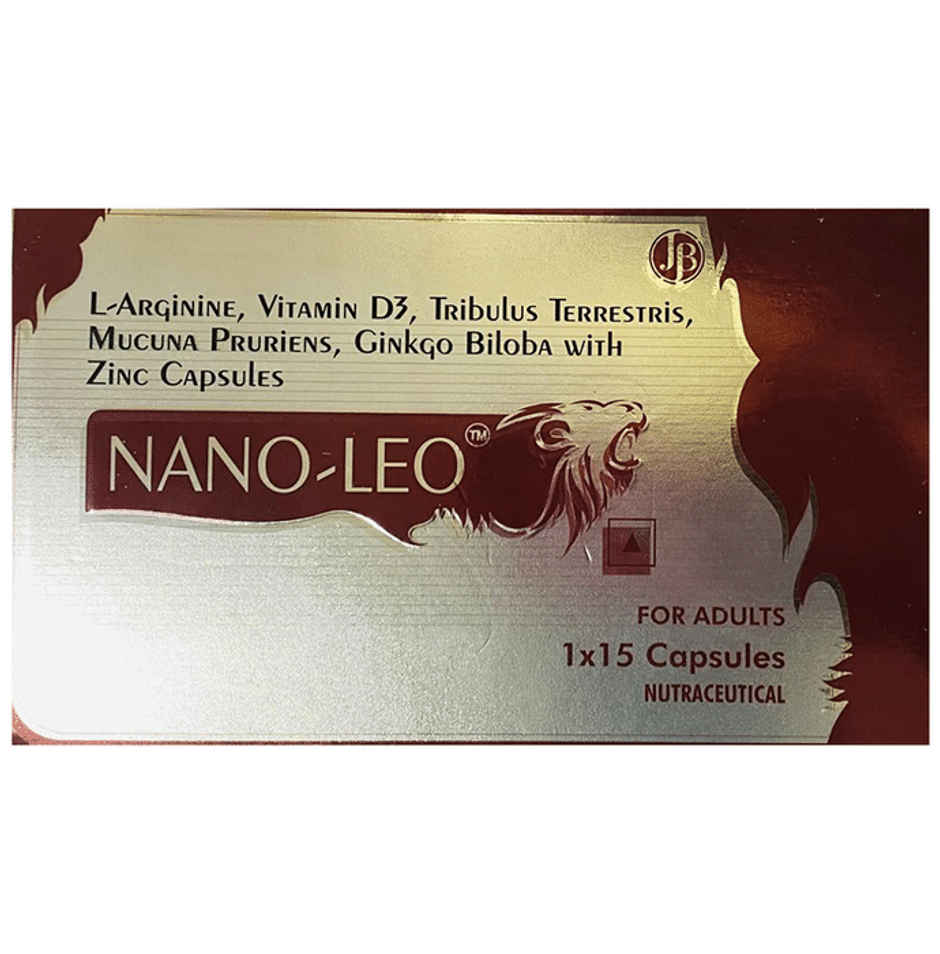 JB
L-Arginine, Vitamin D3, Tribulus Terrestris,
Mucuna Pruriens, Ginkgo Biloba with
Zinc Capsules
NANO-LEO™
FOR ADULTS
1x15 Capsules
NUTRACEUTICAL